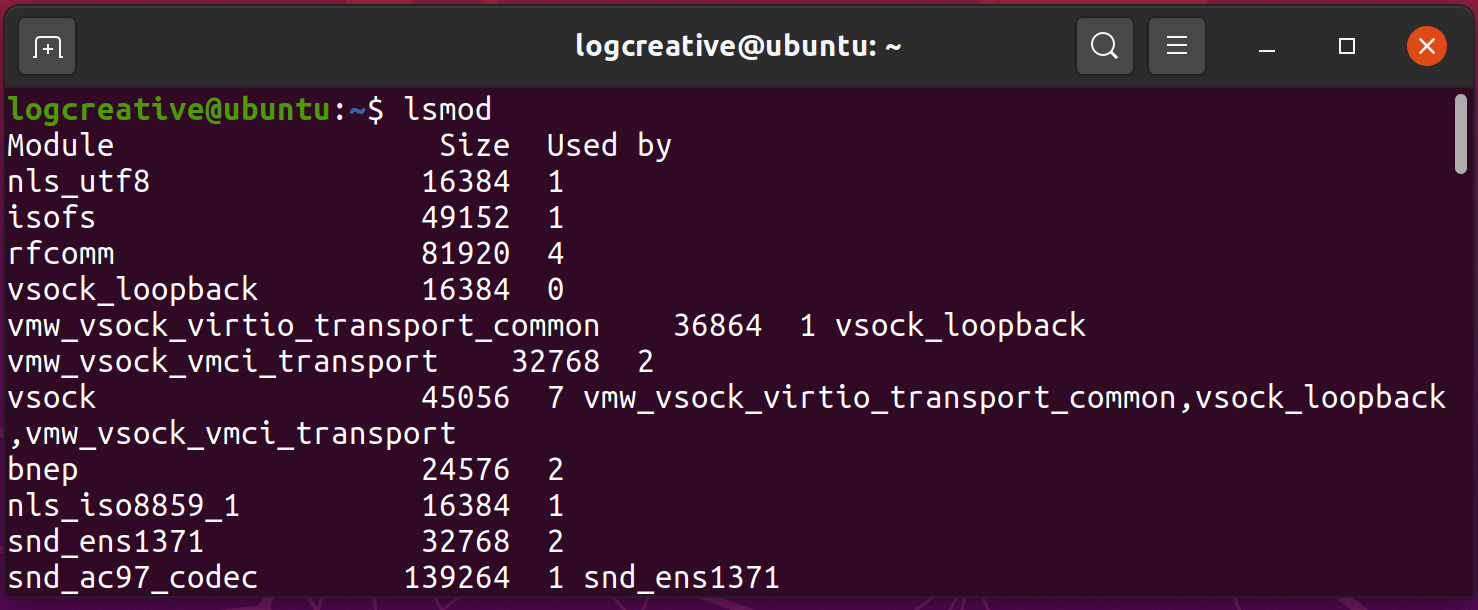 logcreative@ubuntu: ~
logcreative@ubuntu:~$ lsmod
Module                  Size  Used by
nls_utf8               16384  1
isofs                  49152  1
rfcomm                 81920  4
vsock_loopback         16384  0
vmw_vsock_virtio_transport_common    36864  1 vsock_loopback
vmw_vsock_vmci_transport    32768  2
vsock                  45056  7 vmw_vsock_virtio_transport_common,vsock_loopback
,vmw_vsock_vmci_transport
bnep                   24576  2
nls_iso8859_1          16384  1
snd_ens1371            32768  2
snd_ac97_codec        139264  1 snd_ens1371